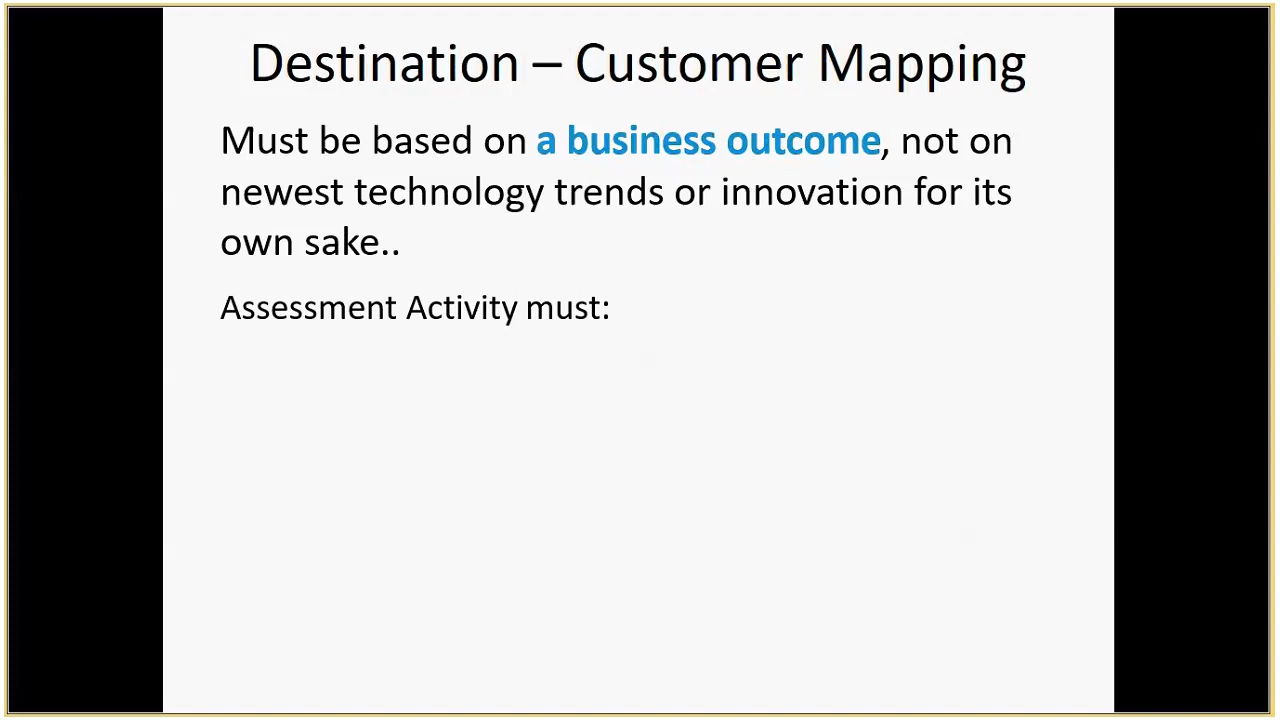 Destination – Customer Mapping
Must be based on a business outcome, not on
newest technology trends or innovation for its
own sake..
Assessment Activity must: